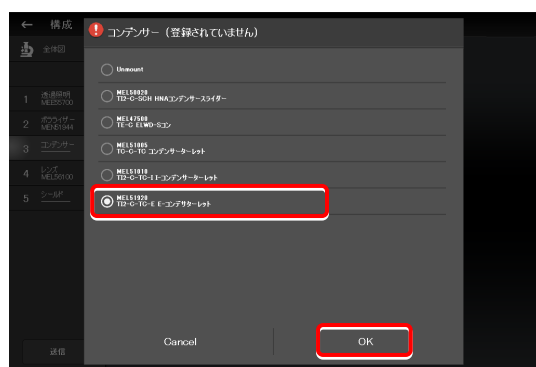 ← 構成
全体図
1 透過照明
MEE55700
2 ポラライザー
MEN51944
3 コンデンサー
4 レンズ
MEL56100
5 シールド
送信
コンデンサー（登録されていません）
Unmount
MEL50820
TI2-C-SCH HNAコンデンサースライダー
MEL47500
TE-C ELWD-Sコン
MEL51005
TC-C-TC コンデンサーターレット
MEL51010
TI2-C-TC-I I-コンデンサーターレット
MEL51920
TI2-C-TC-E E-コンデサターレット
Cancel
OK